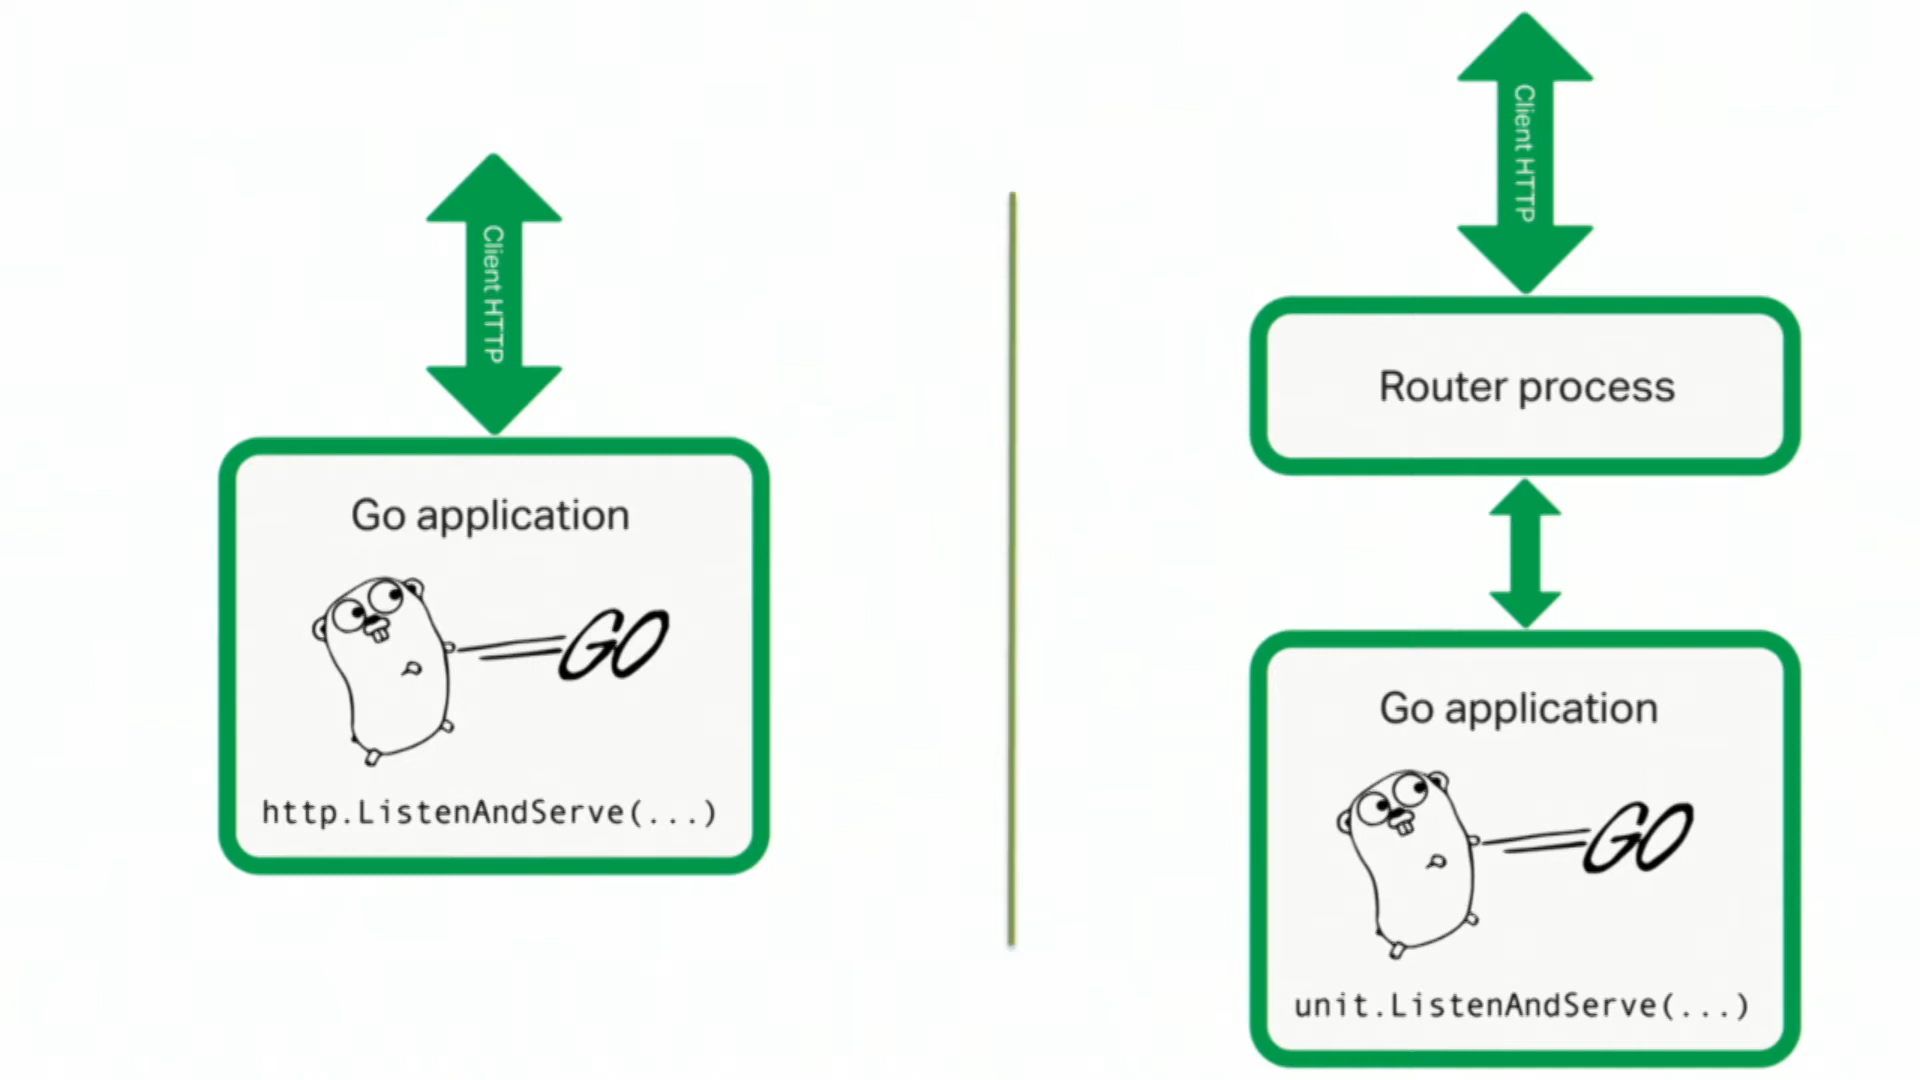 Client HTTP
Go application
GO
http.ListenAndServe(...)
Client HTTP
Router process
Go application
GO
unit.ListenAndServe(...)